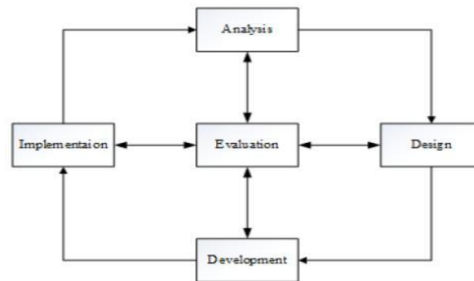 Analysis
Implementaion
Evaluation
Design
Development